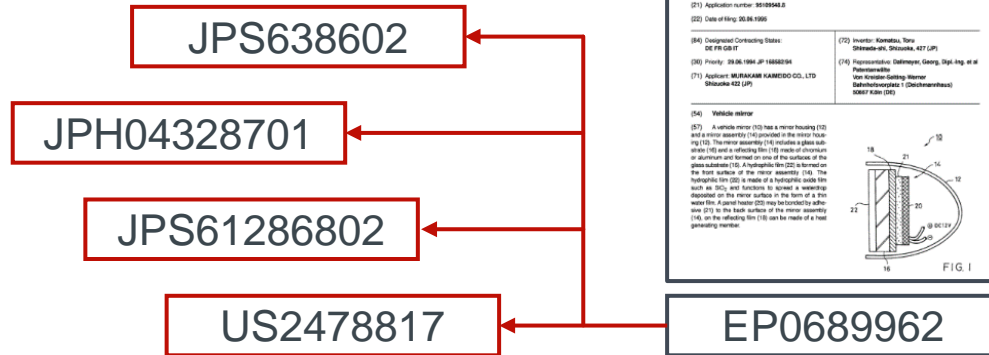 JPS638602
JPH04328701
JPS61286802
US2478817
EP0689962
(21) Application number: 95109548.8
(22) Date of filing: 20.06.1995
(84) Designated Contracting States:
DE FR GB IT
(30) Priority: 29.06.1994 JP 168582/94
(71) Applicant: MURAKAMI KAIMEIDO CO., LTD
Shizuoka 422 (JP)
(72) Inventor: Komatsu, Toru
Shimada-shi, Shizuoka, 427 (JP)
(74) Representative: Dallmeyer, Georg, Dipl.-Ing. et al
Patentanwälte
Von Kreisler-Selting-Werner
Bahnhofsvorplatz 1 (Deichmannhaus)
50667 Köln (DE)
(54) Vehicle mirror
(57) A vehicle mirror (10) has a mirror housing (12)
and a mirror assembly (14) provided in the mirror hous-
ing (12). The mirror assembly (14) includes a glass sub-
strate (16) and a reflecting film (18) made of chromium
or aluminum and formed on one of the surfaces of the
glass substrate (16). A hydrophilic film (22) is formed on
the front surface of the mirror assembly (14). The
hydrophilic film (22) is made of a hydrophilic oxide film
such as SiO2 and functions to spread a waterdrop
deposited on the mirror surface in the form of a thin
water film. A panel heater (20) may be bonded by adhe-
sive (21) to the back surface of the mirror assembly
(14), on the reflecting film (18) can be made of a heat
generating member.
10
18
21
14
12
22
20
⊕ DC12V
⊖
16
FIG. 1